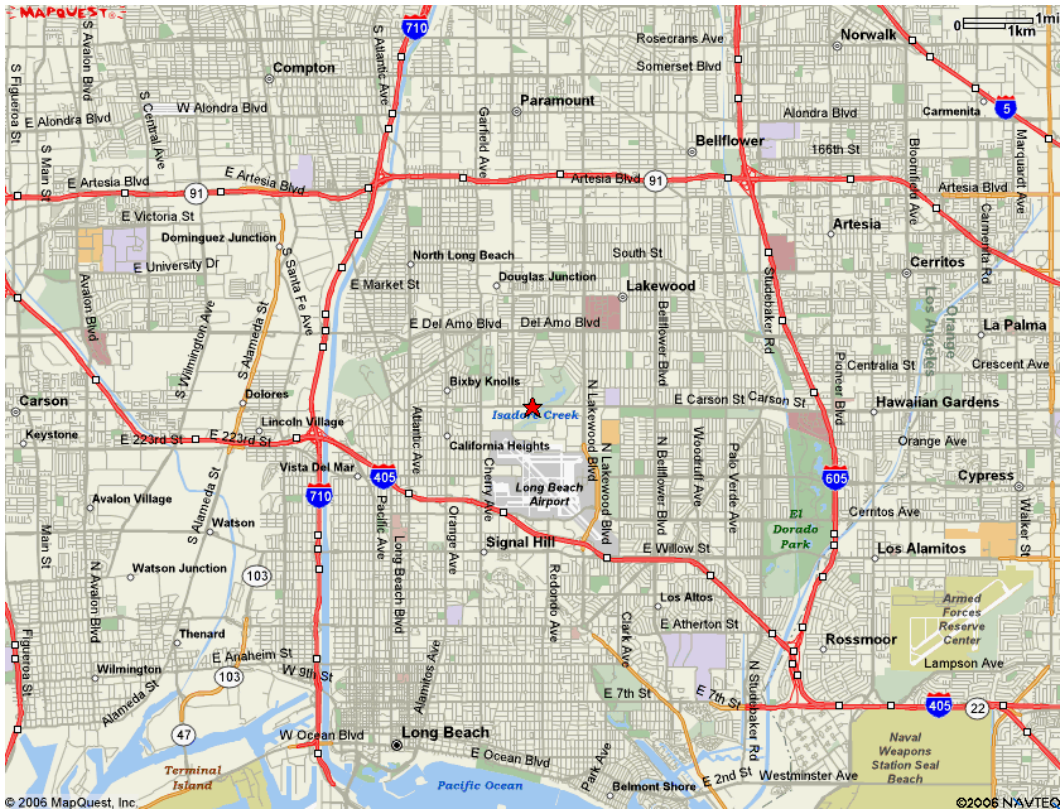 MAPQUEST
710
S Atlantic Ave
Rosecrans Ave
Norwalk
0 1mi
1km
S Avalon Blvd
Somerset Blvd
Compton
S Figueroa St
S Central Ave
W Alondra Blvd
Paramount
Alondra Blvd
Carmenita
5
E Alondra Blvd
Garfield Ave
Bellflower
166th St
Bloomfield Ave
Marquardt Ave
S Main St
E Artesia Blvd
E Artesia Blvd
91
Artesia Blvd
91
Artesia Blvd
E Victoria St
Carmenita Rd
Dominguez Junction
Artesia
E University Dr
North Long Beach
South St
Cerritos
S Santa Fe Ave
E Market St
Douglas Junction
Lakewood
Studebaker Rd
Avalon Blvd
S Wilmington Ave
S Alameda St
E Del Amo Blvd
Del Amo Blvd
Bellflower Blvd
Los Angeles
Orange
La Palma
Centralia St
Crescent Ave
Pioneer Blvd
Bixby Knolls
Carson
Dolores
Isadore Creek
N Lakewood Blvd
E Carson St
Carson St
Hawaiian Gardens
Keystone
E 223rd St
Lincoln Village
E 223rd St
Atlantic Ave
California Heights
Orange Ave
Vista Del Mar
405
Cherry Ave
N Lakewood Blvd
N Bellflower Blvd
Woodruff Ave
Palo Verde Ave
605
Cypress
Avalon Village
710
Long Beach
Airport
El
Dorado
Park
Cerritos Ave
Watson
S Alameda St
Pacific Ave
Orange Ave
Signal Hill
E Willow St
Los Alamitos
Walker St
Main St
Watson Junction
103
Long Beach Blvd
Redondo Ave
N Avalon Blvd
Los Altos
Armed
Forces
Reserve
Center
Thenard
Clark Ave
E Atherton St
Rossmoor
Figueroa St
Wilmington
E Anaheim St
W 9th St
103
Alamitos Ave
Lampson Ave
Alameda St
E 7th St
E 7th St
N Studebaker Rd
405
22
47
W Ocean Blvd
Long Beach
E Ocean Blvd
Park Ave
Naval
Weapons
Station Seal
Beach
Terminal
Island
Pacific Ocean
Belmont Shore
E 2nd St
Westminster Ave
© 2006 MapQuest, Inc.
©2006 NAVTEQ